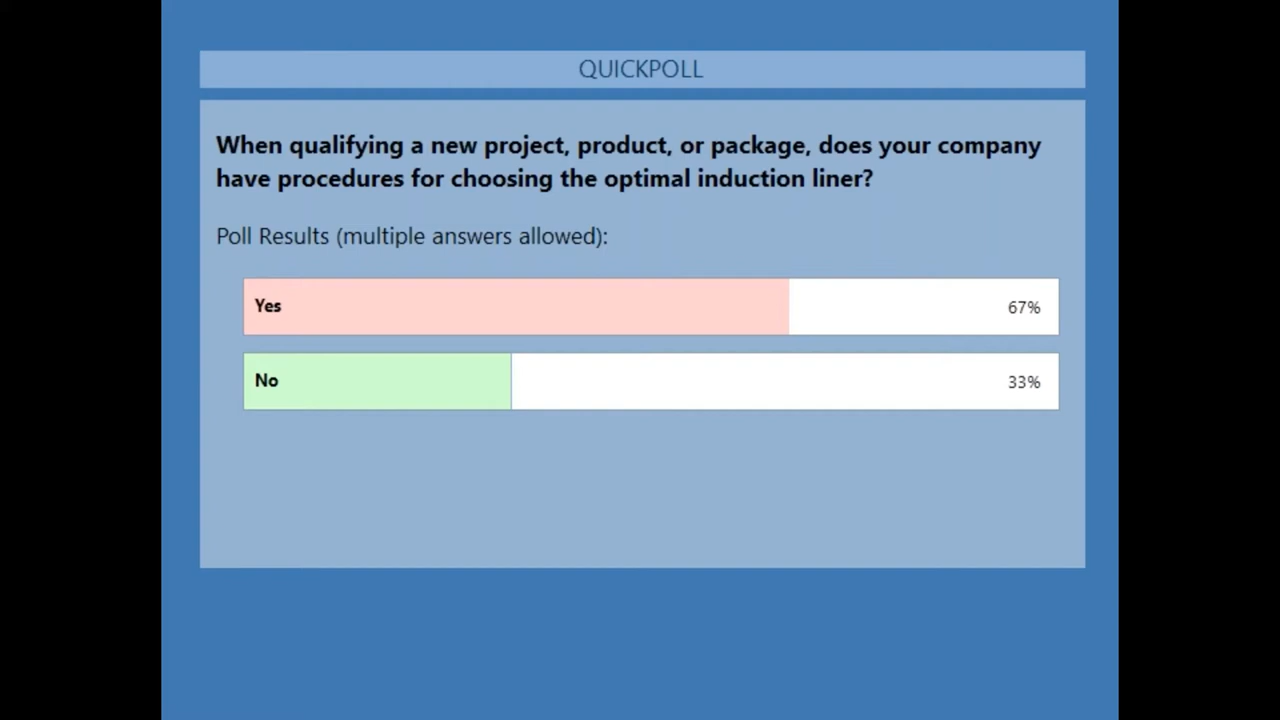 QUICKPOLL
When qualifying a new project, product, or package, does your company
have procedures for choosing the optimal induction liner?
Poll Results (multiple answers allowed):
Yes 67%
No 33%